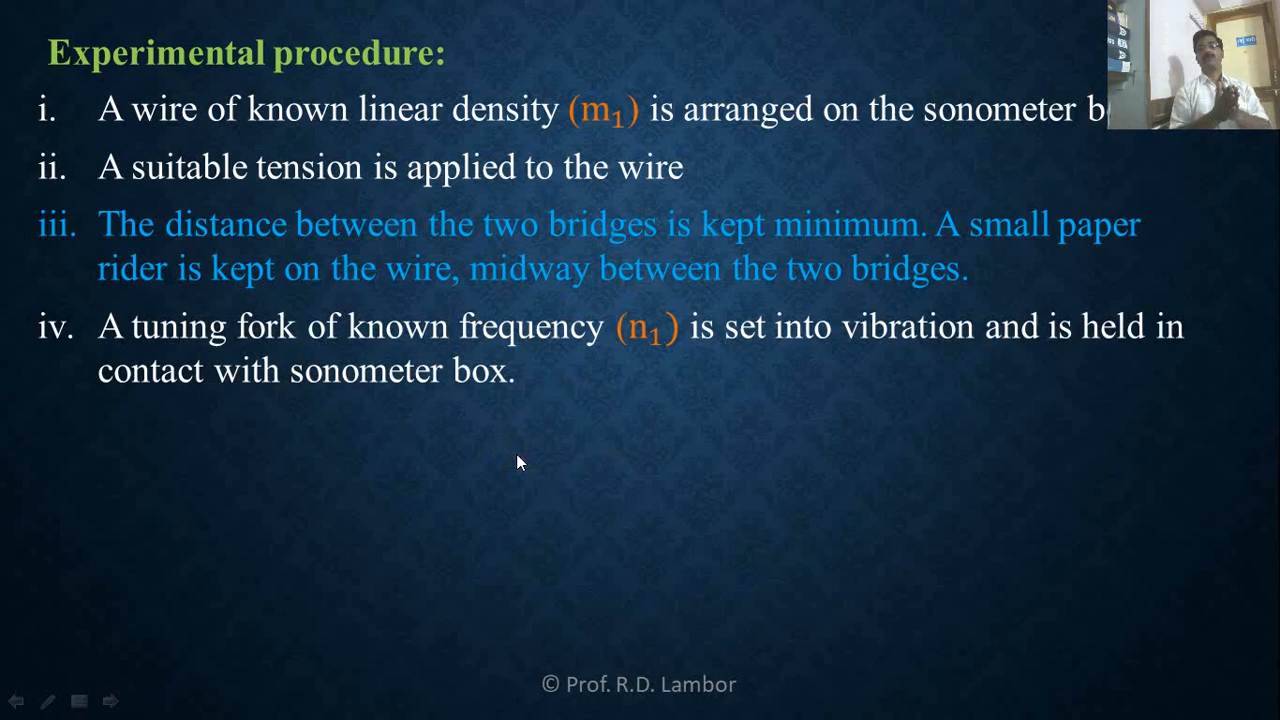 Experimental procedure:
i. A wire of known linear density (m₁) is arranged on the sonometer b
ii. A suitable tension is applied to the wire
iii. The distance between the two bridges is kept minimum. A small paper
rider is kept on the wire, midway between the two bridges.
iv. A tuning fork of known frequency (n₁) is set into vibration and is held in
contact with sonometer box.
© Prof. R.D. Lambor